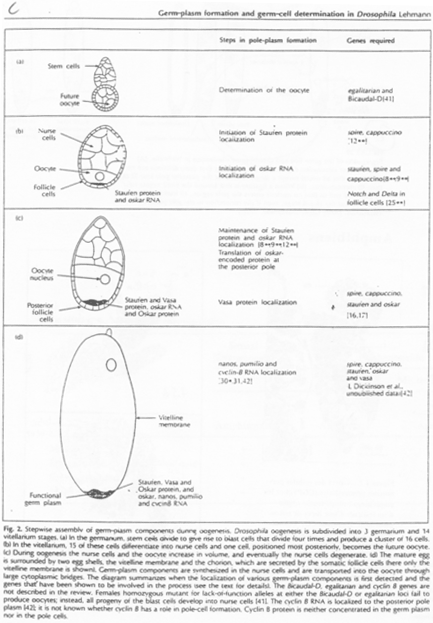 C
Germ-plasm formation and germ-cell determination in Drosophila Lehmann
Steps in pole-plasm formation
Genes required
(a)
Stem cells
Future
oocyte
Determination of the oocyte
egalitarian and
Bicaudal-D[41]
(b)
Nurse
cells
Oocyte
Follicle
cells
Staufen protein
and oskar RNA
Initiation of Staufen protein
localization
spire, cappuccino
[12••]
Initiation of oskar RNA
localization
staufen, spire and
cappuccino[8••9••]
Notch and Delta in
follicle cells [25••]
(c)
Oocyte
nucleus
Posterior
follicle
cells
Staufen and Vasa
protein, oskar RNA
and Oskar protein
Maintenance of Staufen
protein and oskar RNA
localization [8••9••12••]
Translation of oskar-
encoded protein at
the posterior pole
Vasa protein localization
spire, cappuccino,
staufen and oskar
[16,17]
(d)
Vitelline
membrane
Functional
germ plasm
Staufen, Vasa and
Oskar protein, and
oskar, nanos, pumilio
and cyclinB RNA
nanos, pumilio and
cyclin-B RNA localization
[30• 31,42]
spire, cappuccino,
staufen, oskar
and vasa
(L Dickinson et al.,
unpublished data)[42]
Fig. 2. Stepwise assembly of germ-plasm components during oogenesis. Drosophila oogenesis is subdivided into 3 germarium and 14
vitellarium stages. (a) In the germarium, stem cells divide to give rise to blast cells that divide four times and produce a cluster of 16 cells.
(b) In the vitellarium, 15 of these cells differentiate into nurse cells and one cell, positioned most posteriorly, becomes the future oocyte.
(c) During oogenesis the nurse cells and the oocyte increase in volume, and eventually the nurse cells degenerate. (d) The mature egg
is surrounded by two egg shells, the vitelline membrane and the chorion, which are secreted by the somatic follicle cells (here only the
vitelline membrane is shown). Germ-plasm components are synthesized in the nurse cells and are transported into the oocyte through
large cytoplasmic bridges. The diagram summarizes when the localization of various germ-plasm components is first detected and the
genes that have been shown to be involved in the process (see the text for details). The Bicaudal-D, egalitarian and cyclin B genes are
not described in the review. Females homozygous mutant for lack-of-function alleles at either the Bicaudal-D or egalitarian loci fail to
produce oocytes; instead, all progeny of the blast cells develop into nurse cells [41]. The cyclin B RNA is localized to the posterior pole
plasm [42]; it is not known whether cyclin B has a role in pole-cell formation. Cyclin B protein is neither concentrated in the germ plasm
nor in the pole cells.